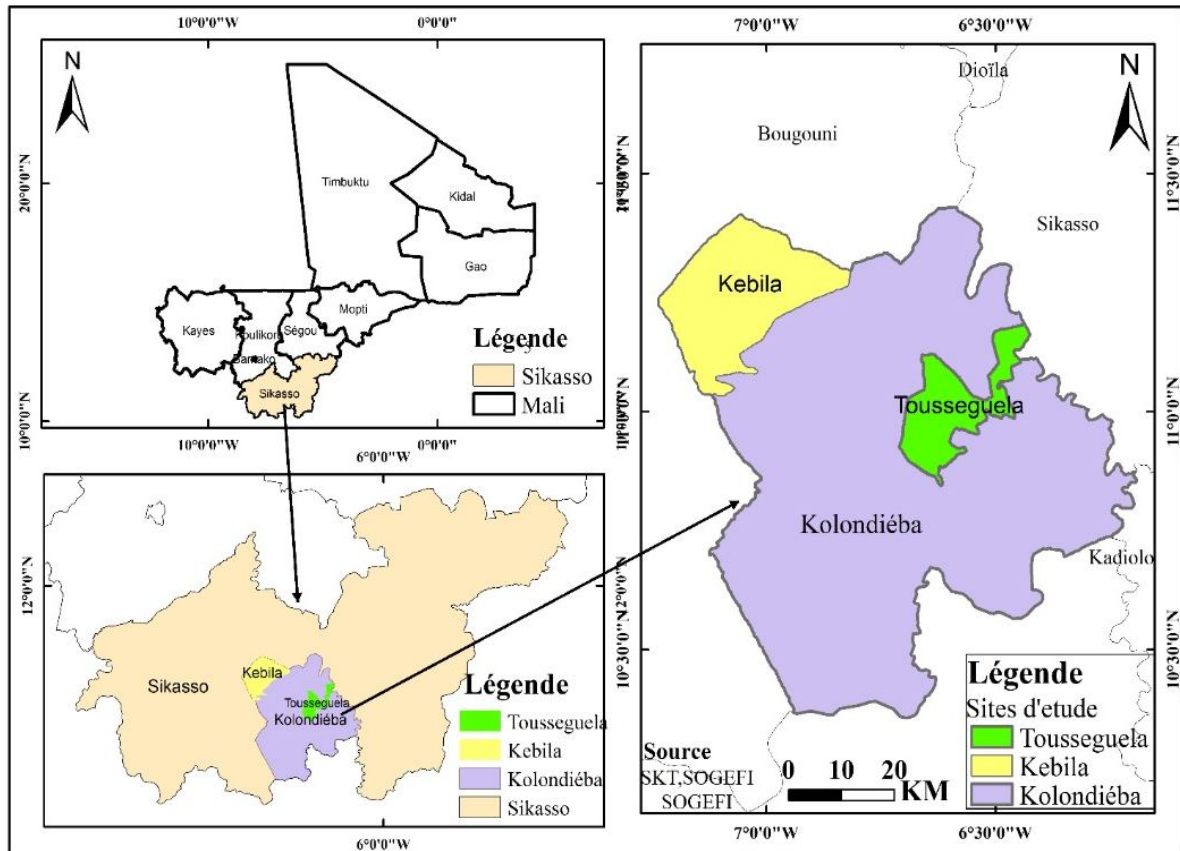 10°0'0"W
0°0'0"
N
20°0'0"N
10°0'0"N
Timbuktu
Kidal
Gao
Mopti
Ségou
Kayes
Sikasso
Légende
Sikasso
Mali
10°0'0"W
0°0'0"
6°0'0"W
12°0'0"N
Kebila
Sikasso
Tousseguela
Kolondiéba
Légende
Tousseguela
Kebila
Kolondiéba
Sikasso
6°0'0"W
7°0'0"W
6°30'0"W
N
Dioïla
Bougouni
Sikasso
11°30'0"N
Kebila
Tousseguela
11°0'0"N
Kolondiéba
Kadiolo
12°0'0"N
10°30'0"N
Source
SKT,SOGEFI
SOGEFI
0 10 20
KM
Légende
Sites d'etude
Tousseguela
Kebila
Kolondiéba
7°0'0"W
6°30'0"W